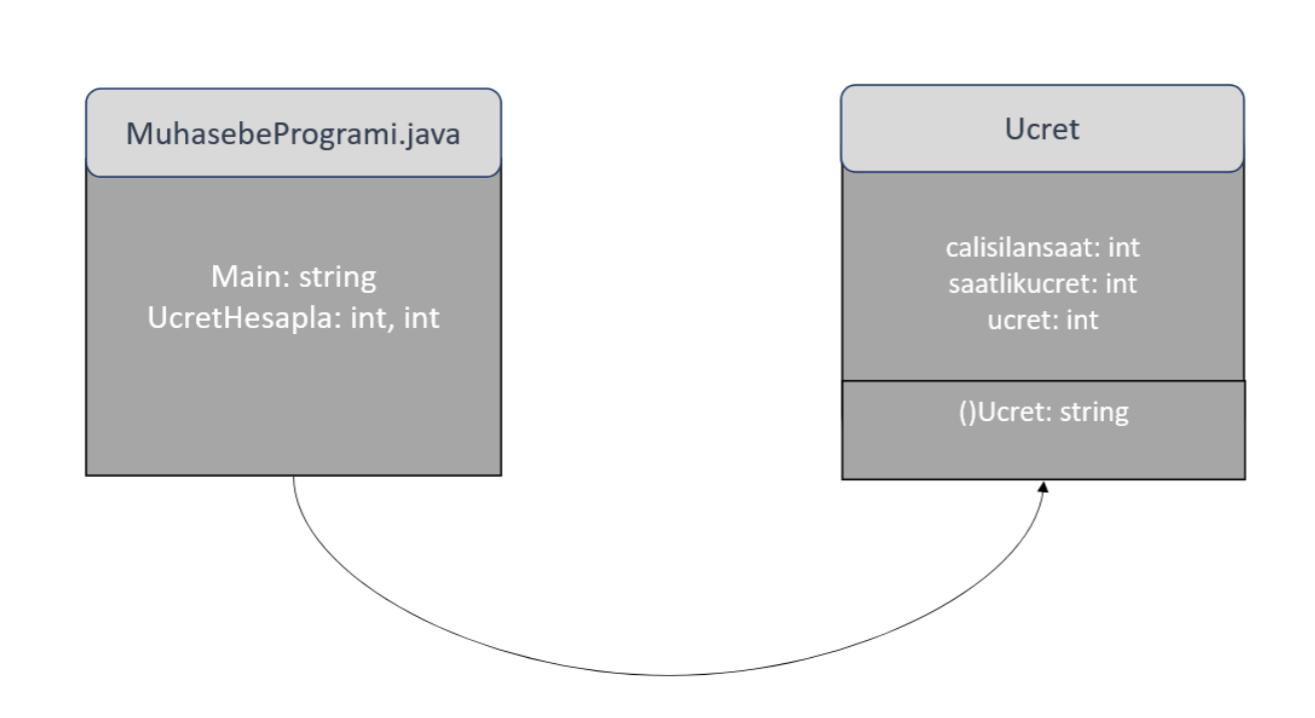 MuhasebeProgrami.java
Main: string
UcretHesapla: int, int
Ucret
calisilansaat: int
saatlikucret: int
ucret: int
()Ucret: string